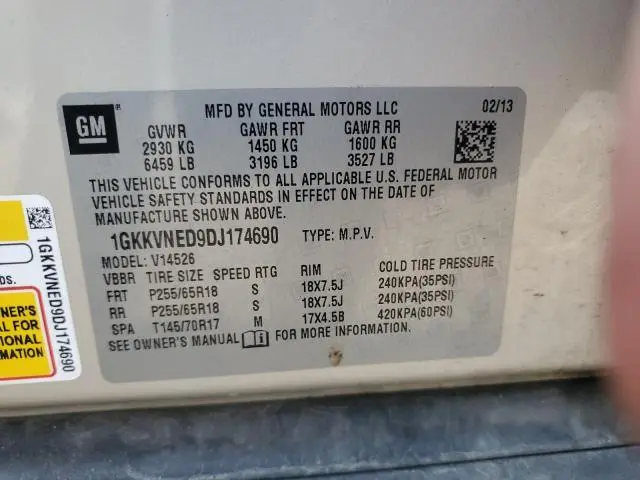 GM
MFD BY GENERAL MOTORS LLC 02/13
GVWR GAWR FRT GAWR RR
2930 KG 1450 KG 1600 KG
6459 LB 3196 LB 3527 LB
THIS VEHICLE CONFORMS TO ALL APPLICABLE U.S. FEDERAL MOTOR
VEHICLE SAFETY STANDARDS IN EFFECT ON THE DATE OF
MANUFACTURE SHOWN ABOVE.
1GKKVNED9DJ174690 TYPE: M.P.V.
MODEL: V14526
VBBR TIRE SIZE SPEED RTG RIM COLD TIRE PRESSURE
FRT P255/65R18 S 18X7.5J 240KPA(35PSI)
RR P255/65R18 S 18X7.5J 240KPA(35PSI)
SPA T145/70R17 M 17X4.5B 420KPA(60PSI)
SEE OWNER'S MANUAL i FOR MORE INFORMATION.
1GKKVNED9DJ174690
OWNER'S
FOR